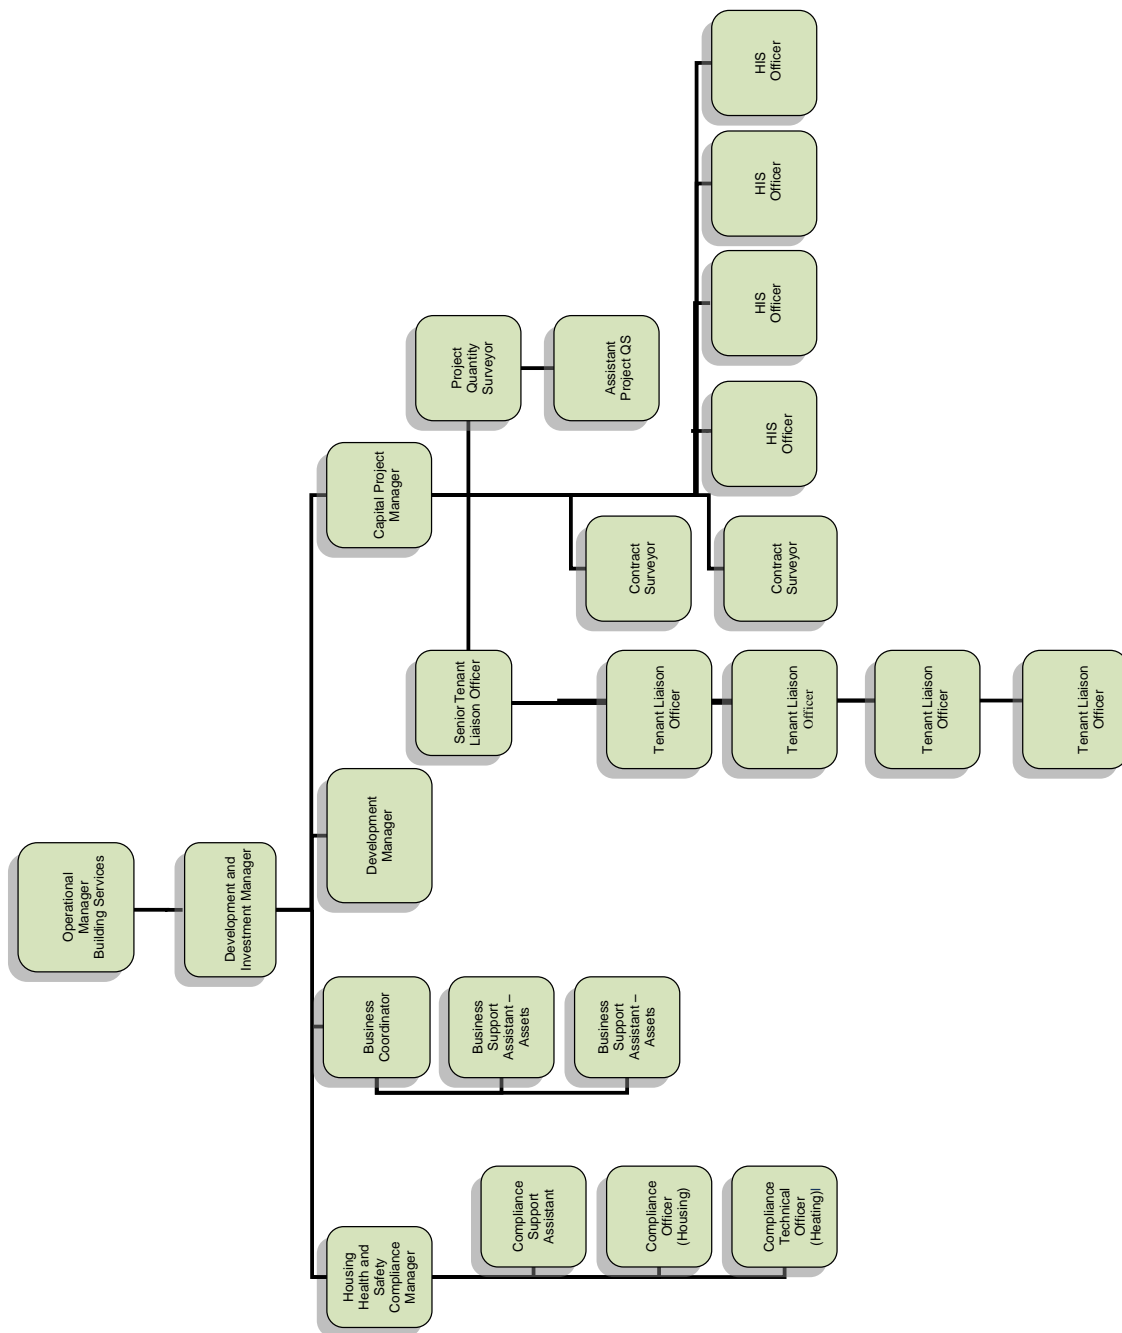 Operational
Manager
Building Services
Development and
Investment Manager
Housing
Health and
Safety
Compliance
Manager
Business
Coordinator
Development
Manager
Capital Project
Manager
Compliance
Support
Assistant
Compliance
Officer
(Housing)
Compliance
Technical
Officer
(Heating)l
Business
Support
Assistant –
Assets
Business
Support
Assistant –
Assets
Senior Tenant
Liaison Officer
Project
Quantity
Surveyor
Assistant
Project QS
Tenant Liaison
Officer
Tenant Liaison
Officer
Tenant Liaison
Officer
Tenant Liaison
Officer
Contract
Surveyor
Contract
Surveyor
HIS
Officer
HIS
Officer
HIS
Officer
HIS
Officer